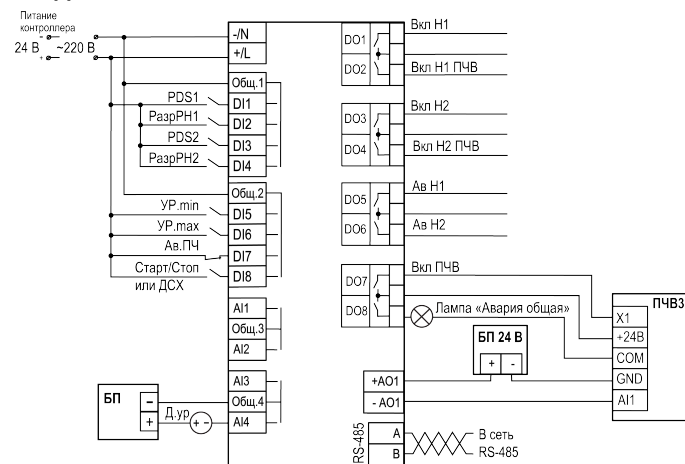 Питание
контроллера
- 24 В ~220 В
+
-/N
+/L
Общ.1
PDS1 DI1
РазрРН1 DI2
PDS2 DI3
РазрРН2 DI4
Общ.2
УР.min DI5
УР.max DI6
Ав.ПЧ DI7
Старт/Стоп DI8
или ДСХ
AI1
Общ.3
AI2
AI3
БП - Общ.4
+ Д.ур + - AI4
DO1 Вкл Н1
DO2 Вкл Н1 ПЧВ
DO3 Вкл Н2
DO4 Вкл Н2 ПЧВ
DO5 Ав Н1
DO6 Ав Н2
DO7 Вкл ПЧВ
DO8 Лампа «Авария общая»
БП 24 В
+ -
ПЧВ3
X1
+24В
COM
GND
AI1
+AO1
- AO1
RS-485
A В сеть
B RS-485